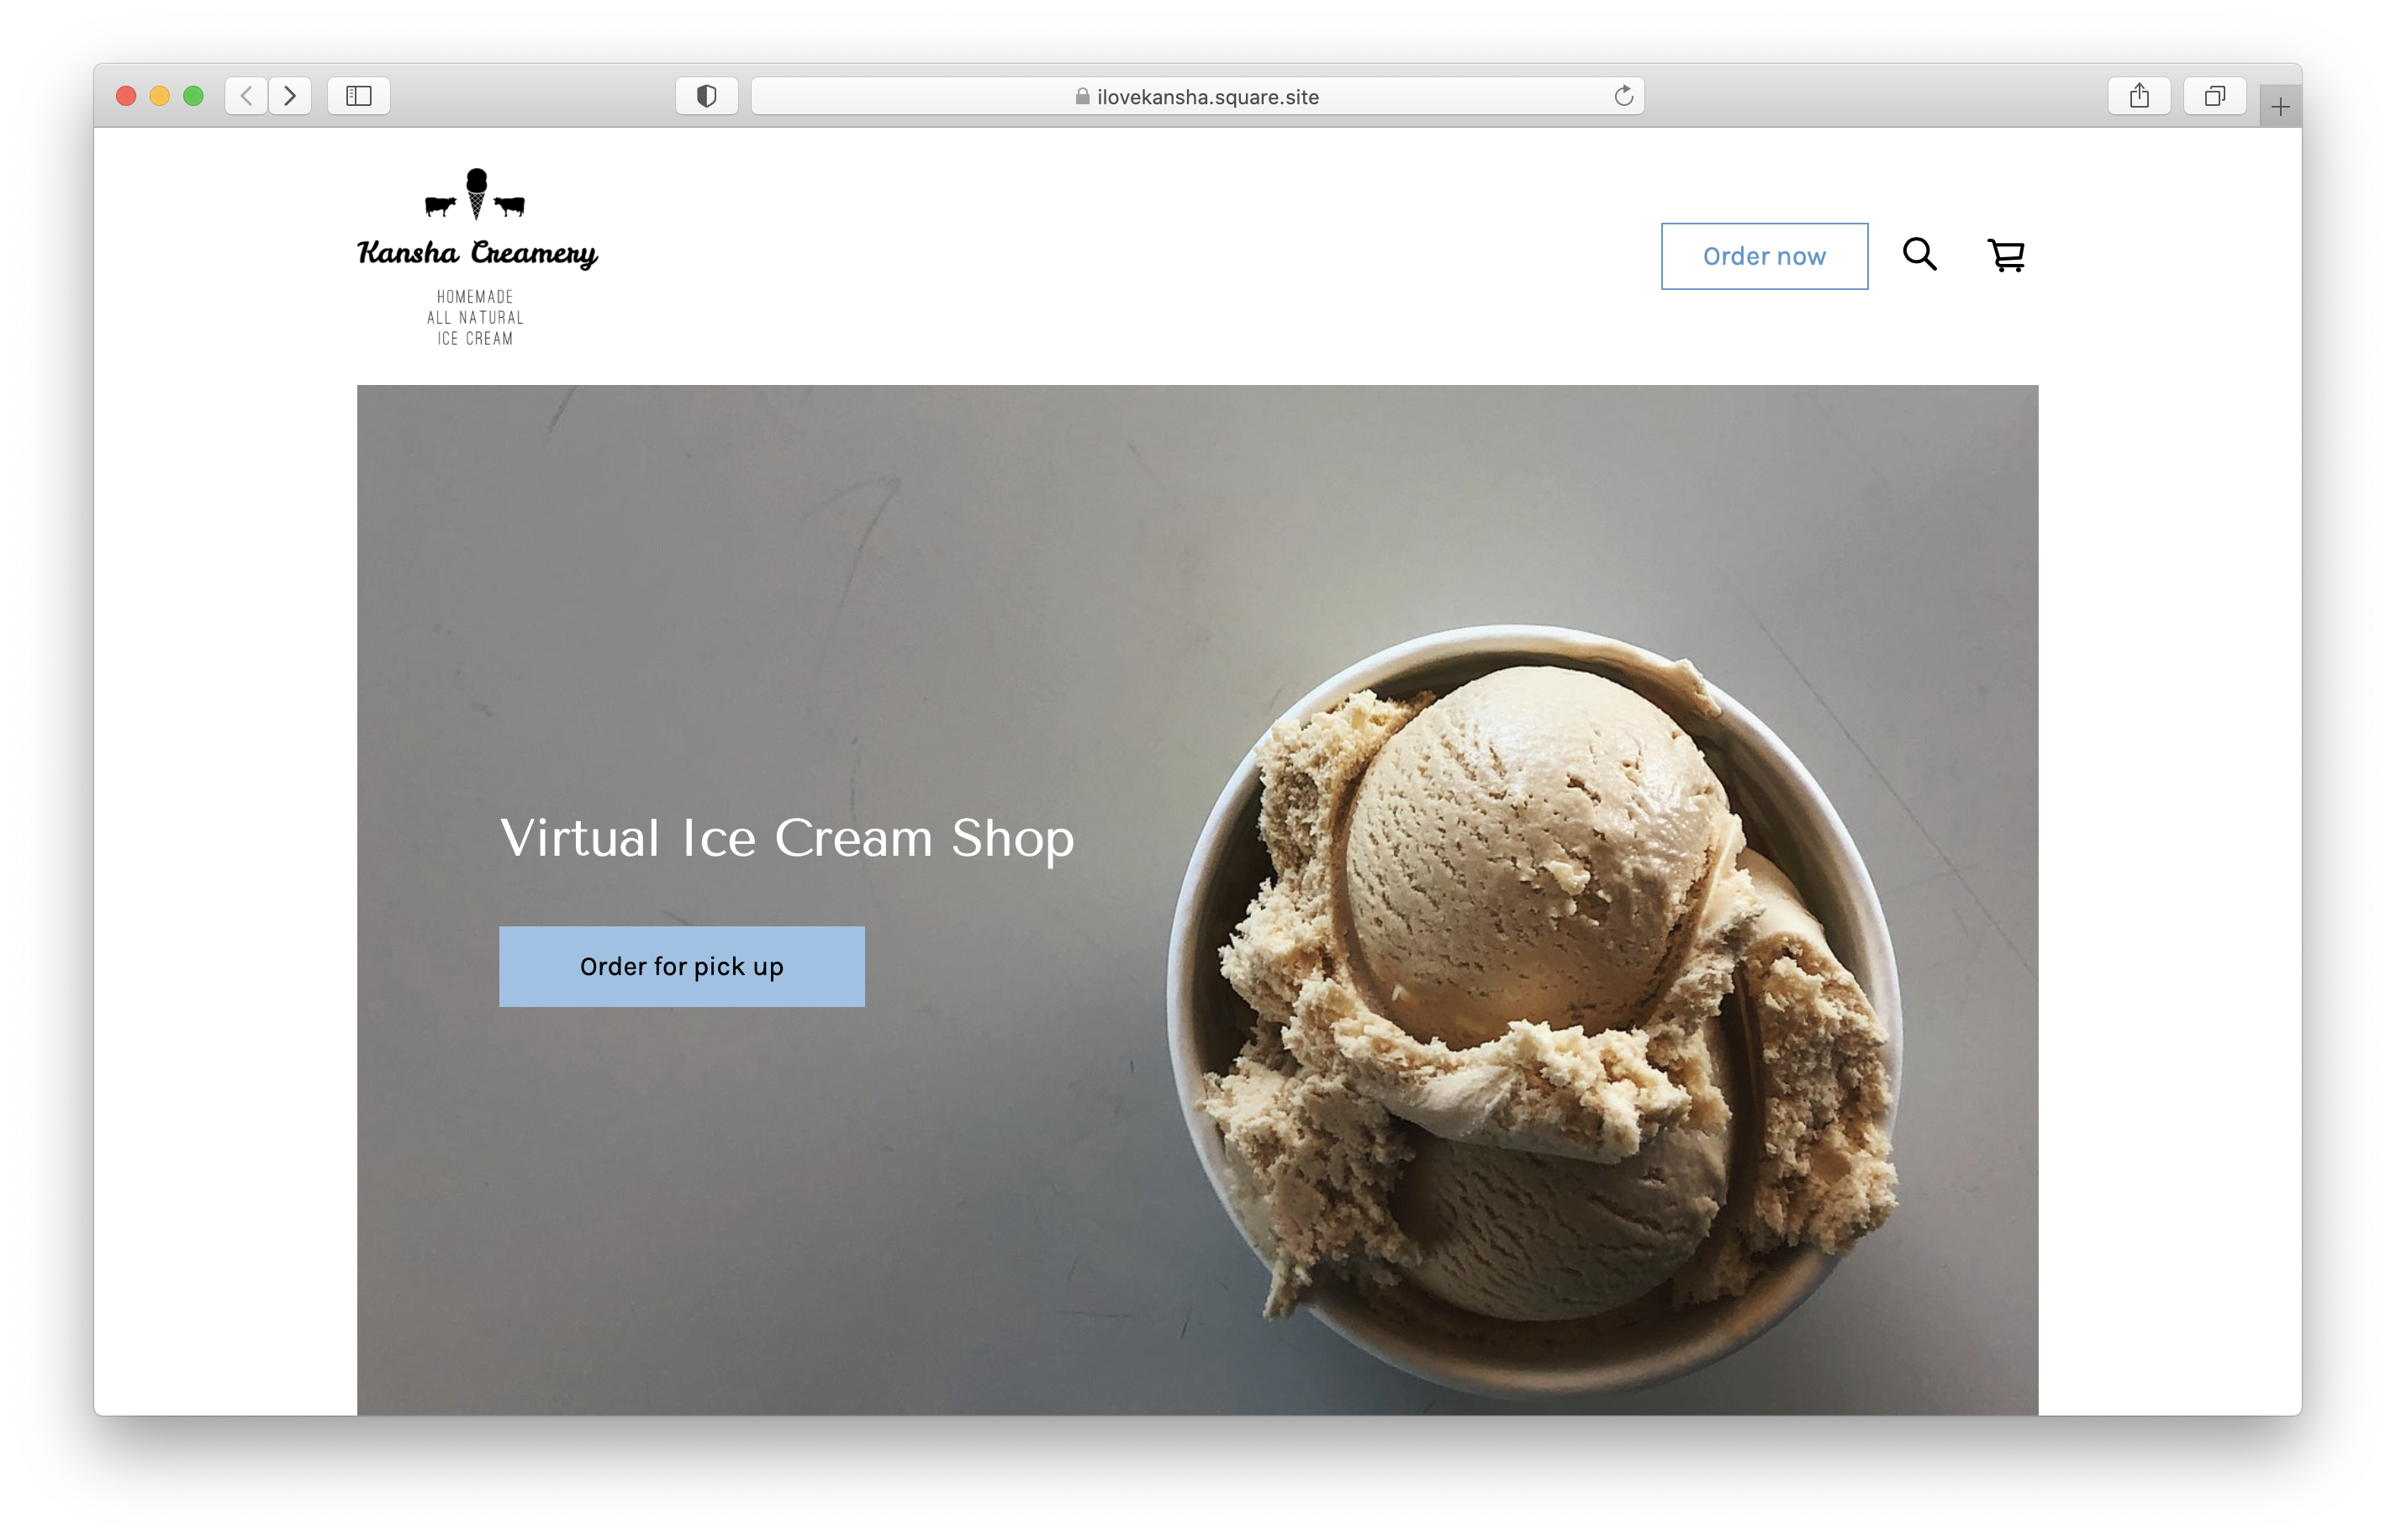 ilovekansha.square.site
Kansha Creamery
HOMEMADE
ALL NATURAL
ICE CREAM
Order now
Virtual Ice Cream Shop
Order for pick up